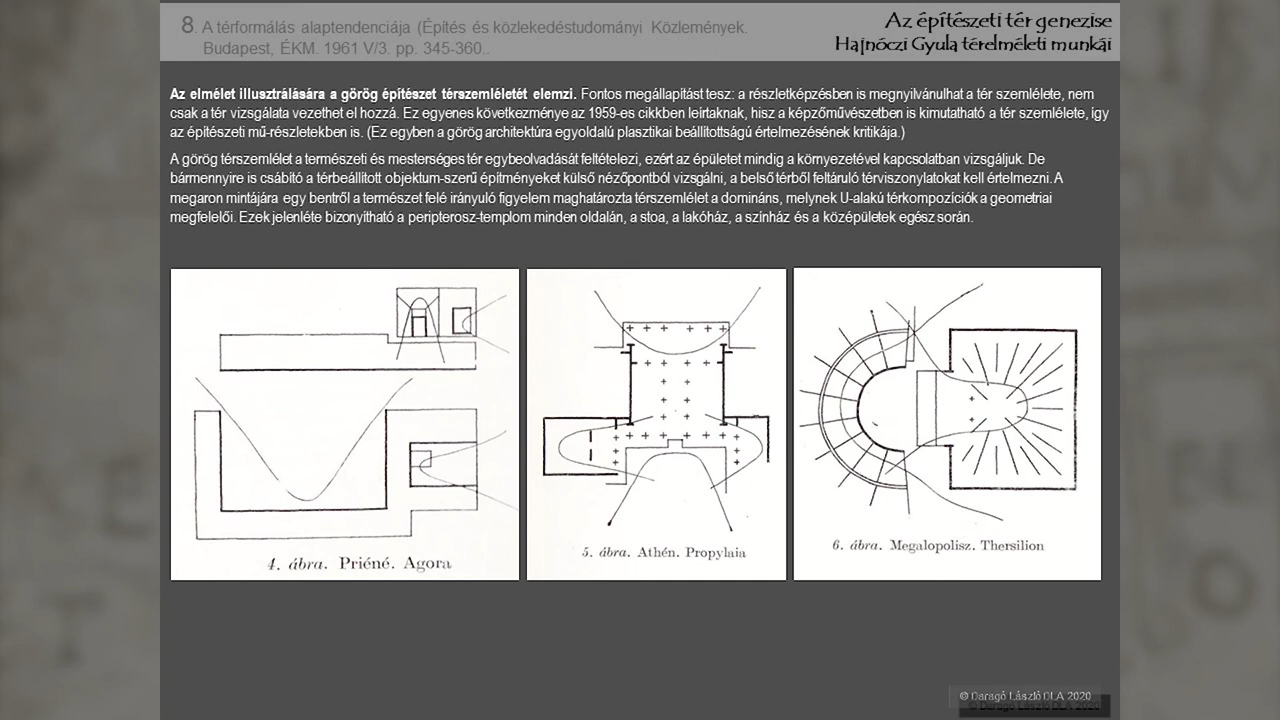 8. A térformálás alaptendenciája (Építés és közlekedéstudományi Közlemények.
Budapest, ÉKM. 1961 V/3. pp. 345-360..
Az építészeti tér genezise
Hajnóczi Gyula térelméleti munkái
Az elmélet illusztrálására a görög építészet térszemléletét elemzi. Fontos megállapítást tesz: a részletképzésben is megnyilvánulhat a tér szemlélete, nem
csak a tér vizsgálata vezethet el hozzá. Ez egyenes következménye az 1959-es cikkben leírtaknak, hisz a képzőművészetben is kimutatható a tér szemlélete, így
az építészeti mű-részletekben is. (Ez egyben a görög architektúra egyoldalú plasztikai beállítottságú értelmezésének kritikája.)
A görög térszemlélet a természeti és mesterséges tér egybeolvadását feltételezi, ezért az épületet mindig a környezetével kapcsolatban vizsgáljuk. De
bármennyire is csábító a térbeállított objektum-szerű építményeket külső nézőpontból vizsgálni, a belső térből feltáruló térviszonylatokat kell értelmezni. A
megaron mintájára egy bentről a természet felé irányuló figyelem maghatározta térszemlélet a domináns, melynek U-alakú térkompozíciók a geometriai
megfelelői. Ezek jelenléte bizonyítható a peripterosz-templom minden oldalán, a stoa, a lakóház, a színház és a középületek egész során.
4. ábra. Priéné. Agora
5. ábra. Athén. Propylaia
6. ábra. Megalopolisz. Thersilion
© Daragó László DLA 2020